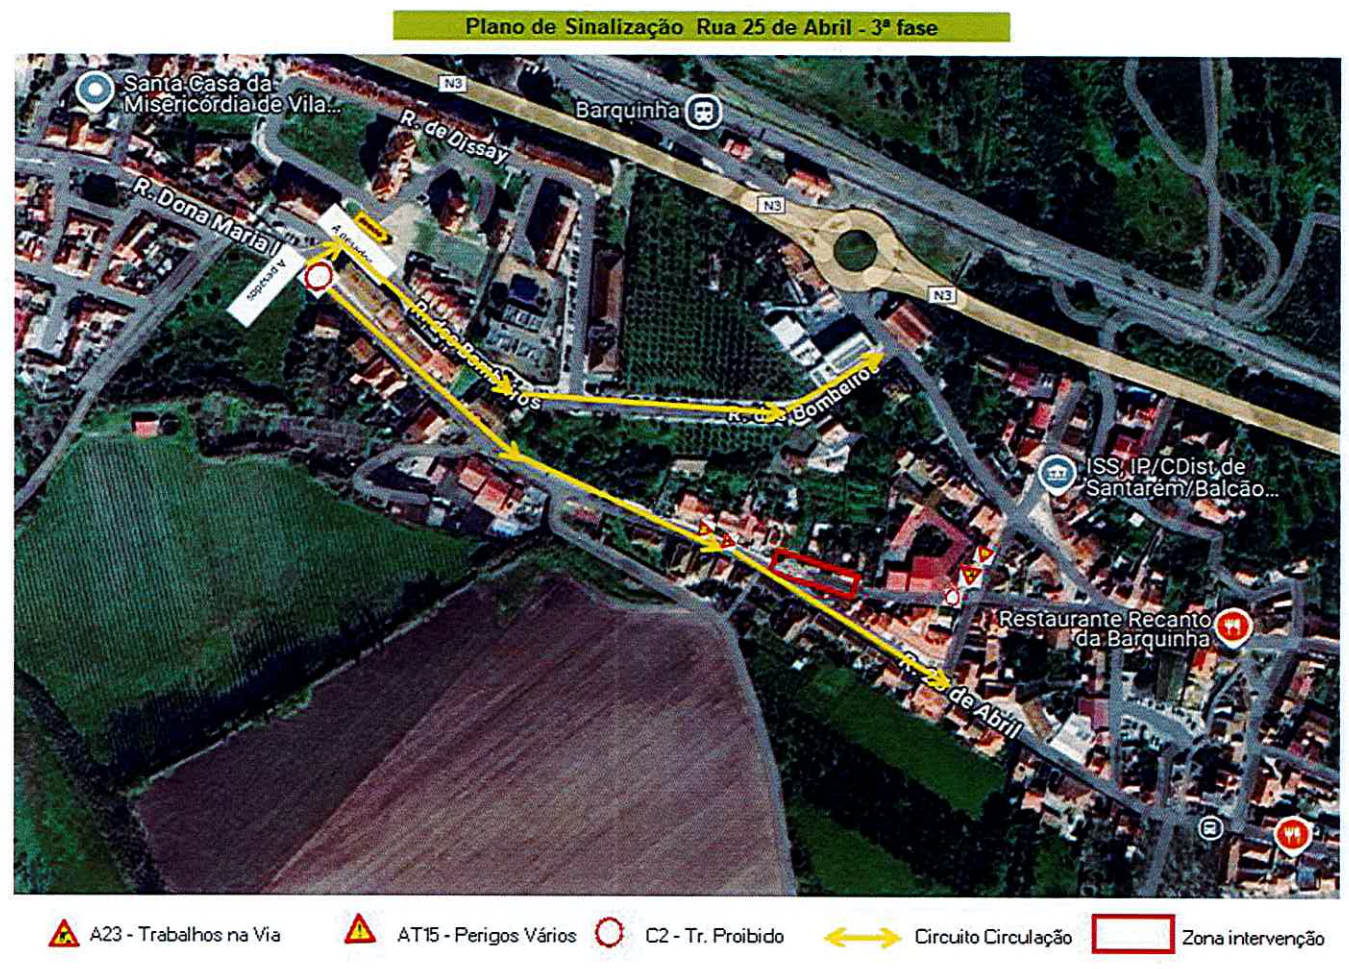 Plano de Sinalização Rua 25 de Abril - 3ª fase
Santa Casa da
Misericórdia de Vila...
N3
Barquinha
R. de Dissay
R. Dona Maria I
N3
A pesados
A pesados
N3
R. dos Bombeiros
R. dos Bombeiros
ISS, IP/CDist de
Santarém/Balcão...
Restaurante Recanto
da Barquinha
R. 25 de Abril
A23 - Trabalhos na Via
AT15 - Perigos Vários
C2 - Tr. Proibido
Circuito Circulação
Zona intervenção